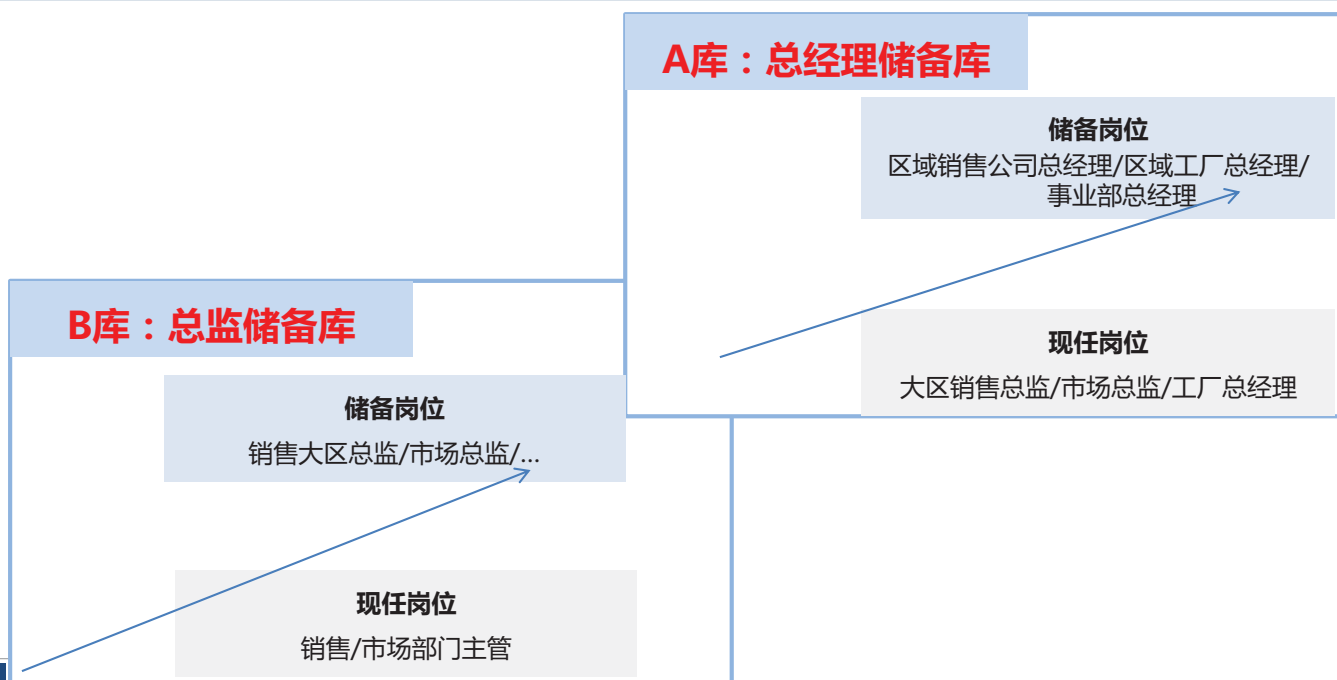 A库：总经理储备库
储备岗位
区域销售公司总经理/区域工厂总经理/
事业部总经理
现任岗位
大区销售总监/市场总监/工厂总经理
B库：总监储备库
储备岗位
销售大区总监/市场总监/...
现任岗位
销售/市场部门主管